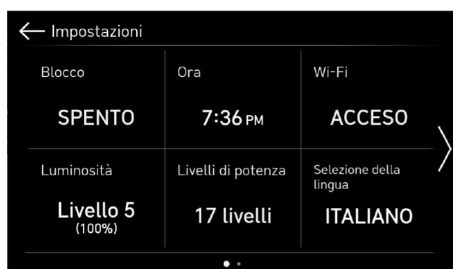 Impostazioni
Blocco
Ora
Wi-Fi
SPENTO
7:36 PM
ACCESO
Luminosità
Livelli di potenza
Selezione della
lingua
Livello 5
(100%)
17 livelli
ITALIANO